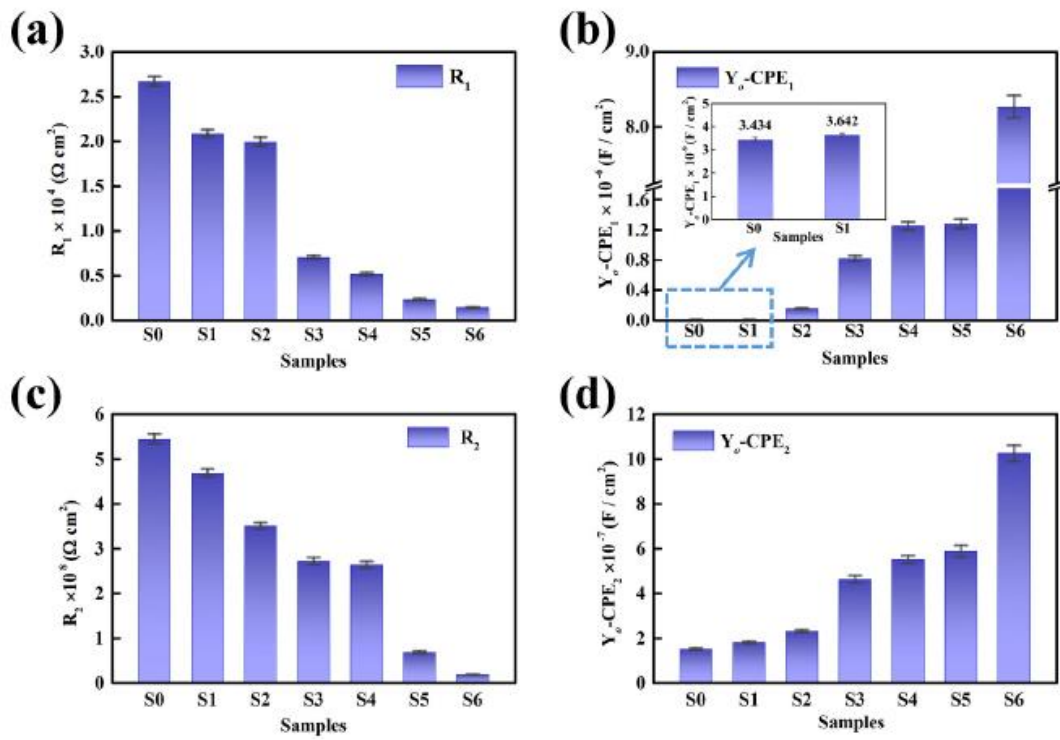 (a)
3.0
2.5
2.0
1.5
1.0
0.5
0.0
R₁ × 10⁻⁴ (Ω cm²)
R₁
S0 S1 S2 S3 S4 S5 S6
Samples
(b)
9.0
8.0
1.6
1.2
0.8
0.4
0.0
Yₒ-CPE₁ × 10⁻⁶ (F / cm²)
Yₒ-CPE₁
5
4
3
2
1
0
Yₒ-CPE₁ × 10⁻⁹ (F / cm²)
3.434 3.642
S0 S1
Samples
S0 S1 S2 S3 S4 S5 S6
Samples
(c)
6
5
4
3
2
1
0
R₂ ×10⁸ (Ω cm²)
R₂
S0 S1 S2 S3 S4 S5 S6
Samples
(d)
12
10
8
6
4
2
0
Yₒ-CPE₂ ×10⁻⁷ (F / cm²)
Yₒ-CPE₂
S0 S1 S2 S3 S4 S5 S6
Samples